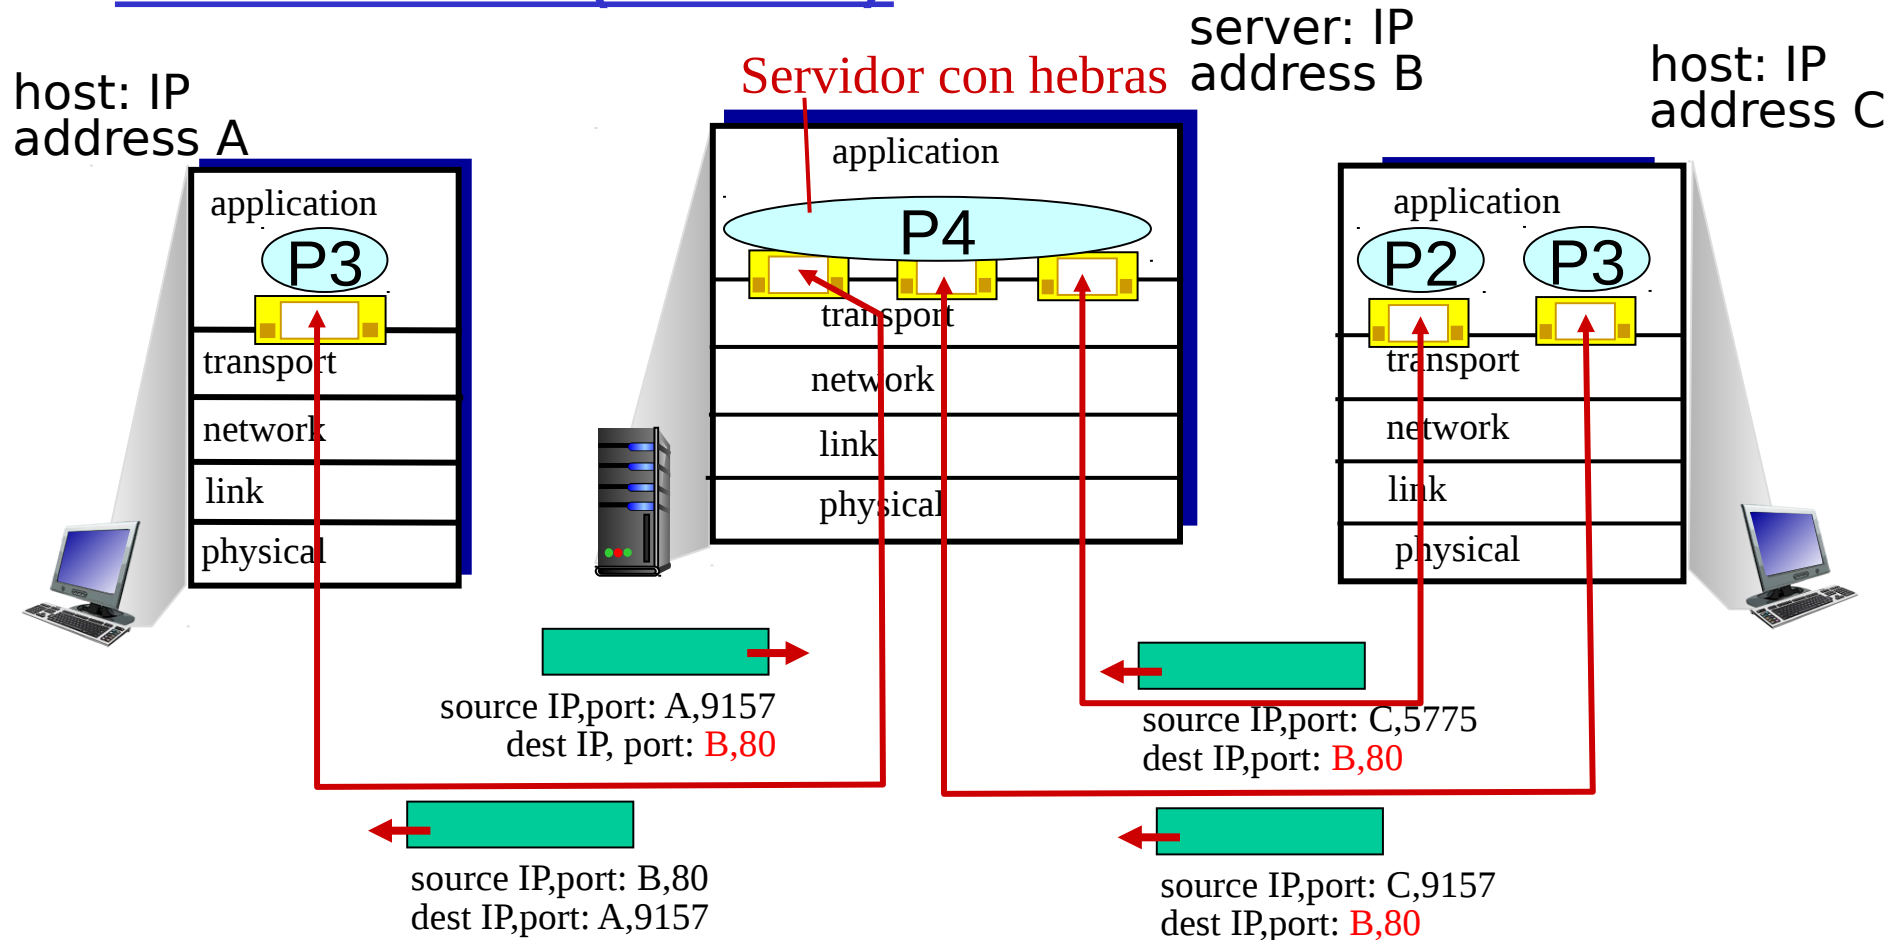 host: IP
address A
Servidor con hebras
server: IP
address B
host: IP
address C
application
P3
transport
network
link
physical
application
P4
transport
network
link
physical
application
P2
P3
transport
network
link
physical
source IP,port: A,9157
dest IP, port: B,80
source IP,port: B,80
dest IP,port: A,9157
source IP,port: C,5775
dest IP,port: B,80
source IP,port: C,9157
dest IP,port: B,80